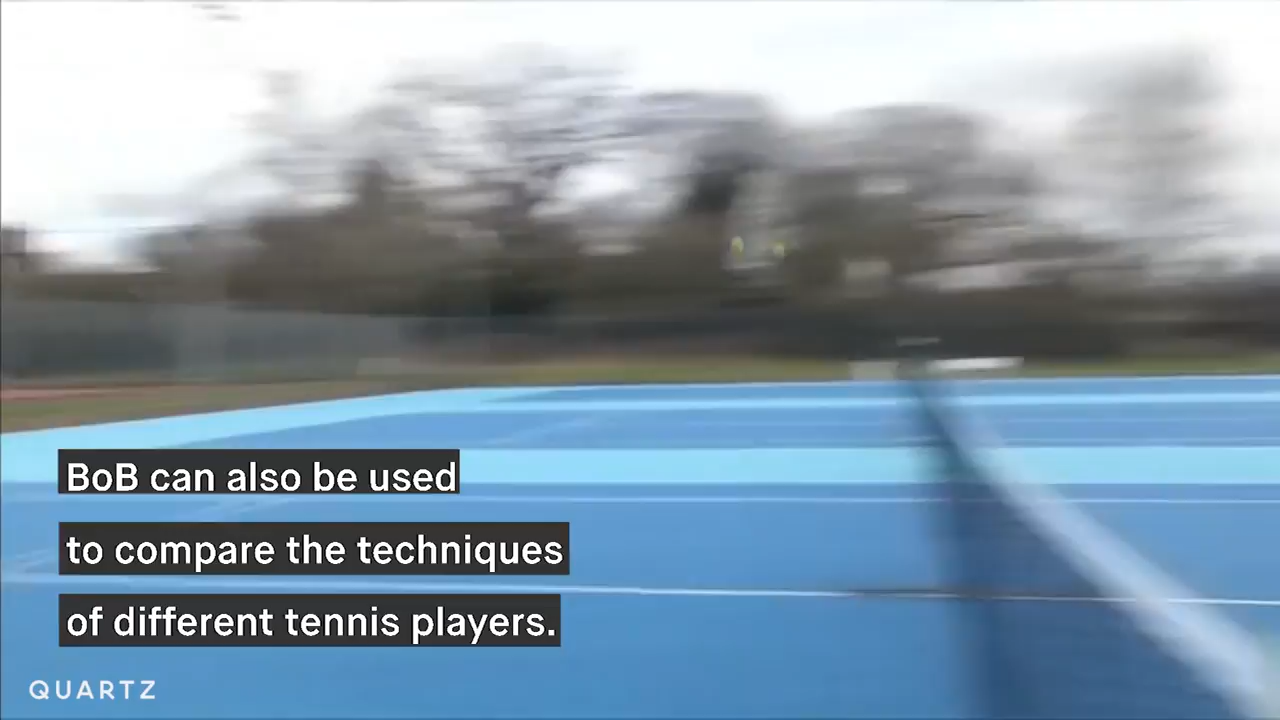 BoB can also be used
to compare the techniques
of different tennis players.
QUARTZ